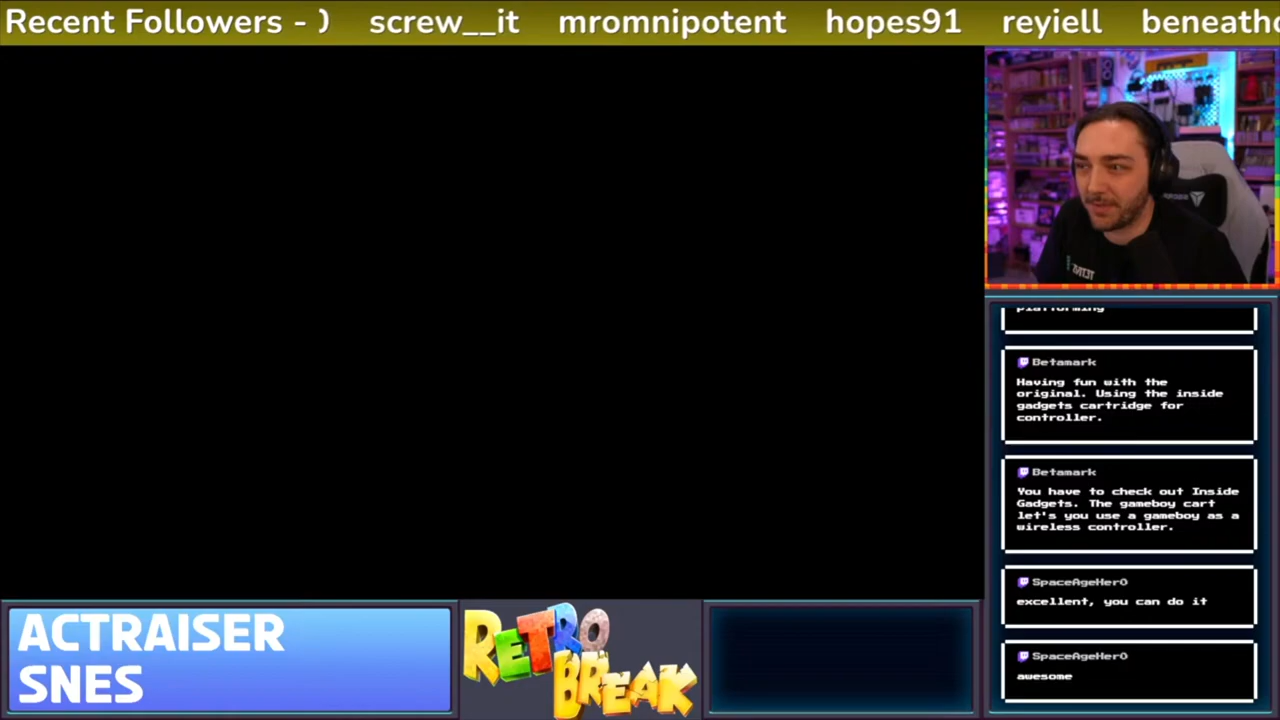 Recent Followers - )  screw__it  mromnipotent  hopes91  reyiell  beneath
platforming
Betamark
Having fun with the
original. Using the inside
gadgets cartridge for
controller.
Betamark
You have to check out Inside
Gadgets. The gameboy cart
let's you use a gameboy as a
wireless controller.
SpaceAgeHer0
excellent, you can do it
SpaceAgeHer0
awesome
ACTRAISER
SNES
RETRO
BREAK